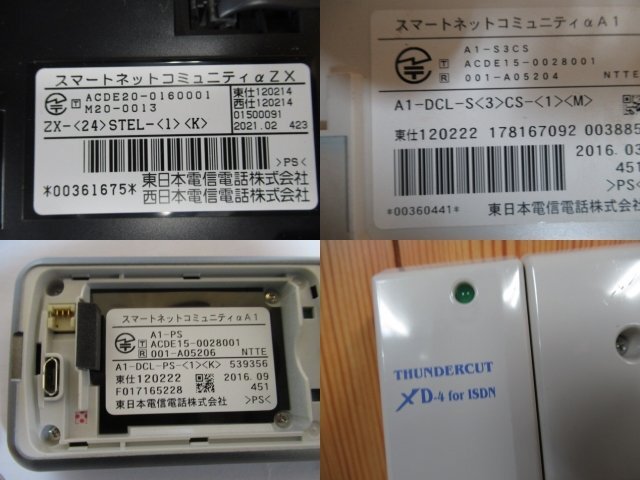 スマートネットコミュニティαZX
T ACDE20-0160001
M20-0013
東仕120214
西仕120214
01500091
ZX-<24>STEL-<1><K>
2021.02 423
>PS<
*00361675*
東日本電信電話株式会社
西日本電信電話株式会社
スマートネットコミュニティαA1
A1-S3CS
T ACDE15-0028001
R 001-A05204 NTTE
A1-DCL-S<3>CS-<1><M>
東仕120222 178167092
2016.03
451
>PS<
*00360441*
東日本電信電話株式会社
スマートネットコミュニティαA1
A1-PS
T ACDE15-0028001
R 001-A05206 NTTE
A1-DCL-PS-<1><K> 539356
東仕120222 2016.09
F017165228 451
東日本電信電話株式会社 >PS<
THUNDERCUT
XD-4 for ISDN